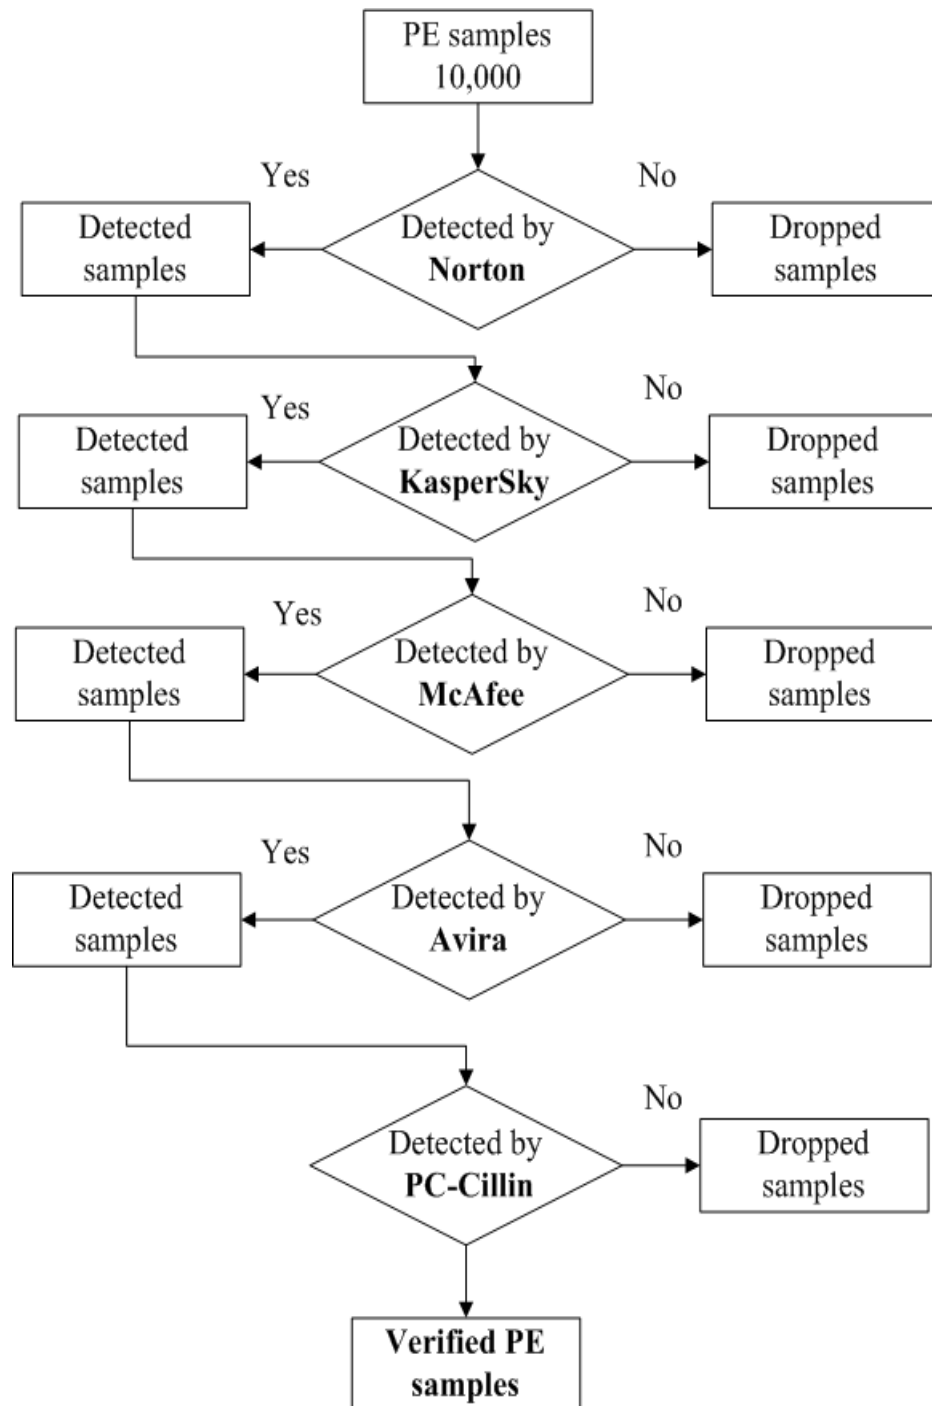 PE samples
10,000
Yes
No
Detected
samples
Detected by
Norton
Dropped
samples
Yes
No
Detected
samples
Detected by
KasperSky
Dropped
samples
Yes
No
Detected
samples
Detected by
McAfee
Dropped
samples
Yes
No
Detected
samples
Detected by
Avira
Dropped
samples
No
Detected by
PC-Cillin
Dropped
samples
Verified PE
samples